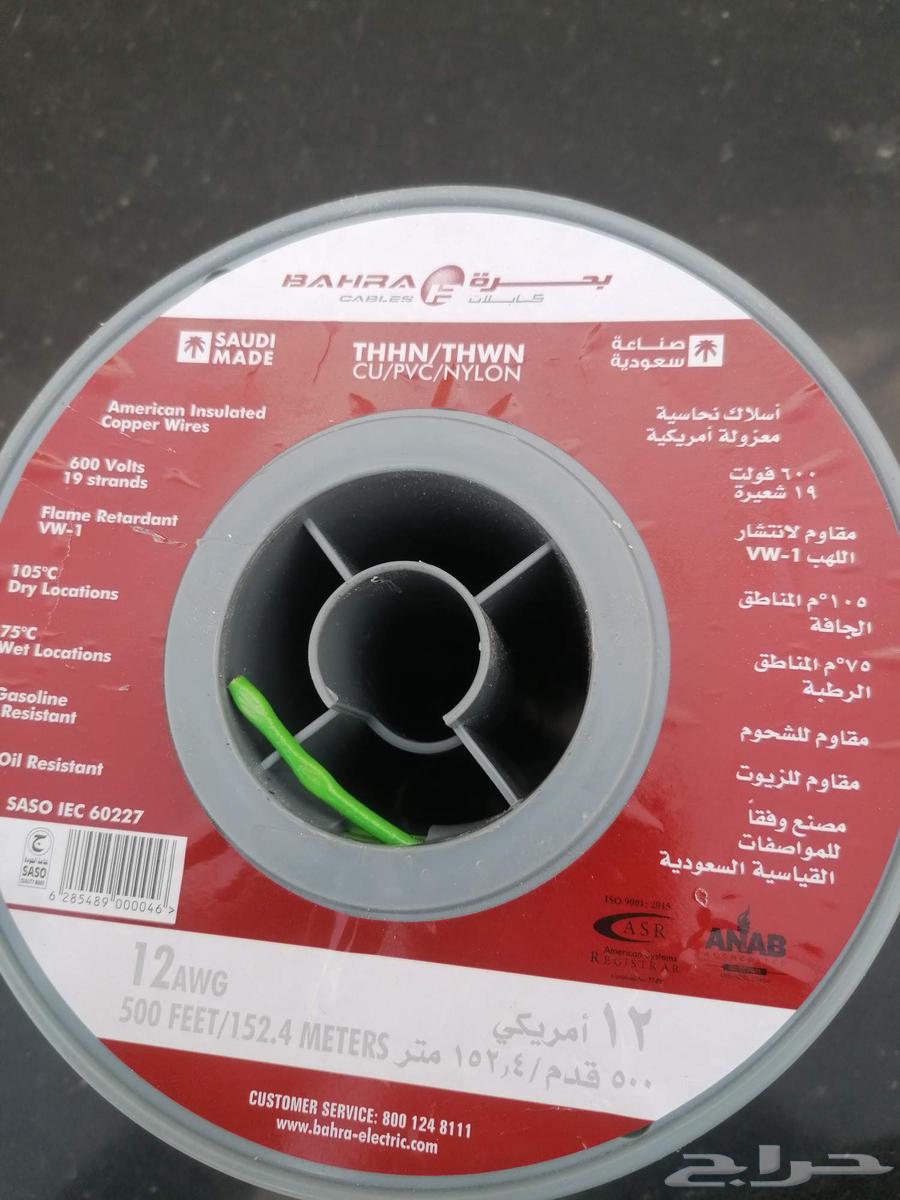 BAHRA
CABLES
بحرة
كابلات
SAUDI
MADE
THHN/THWN
CU/PVC/NYLON
صناعة
سعودية
American Insulated
Copper Wires
600 Volts
19 strands
Flame Retardant
VW-1
105°C
Dry Locations
75°C
Wet Locations
Gasoline
Resistant
Oil Resistant
SASO IEC 60227
أسلاك نحاسية
معزولة أمريكية
٦٠٠ فولت
١٩ شعيرة
مقاوم لانتشار
اللهب VW-1
١٠٥°م المناطق
الجافة
٧٥°م المناطق
الرطبة
مقاوم للشحوم
مقاوم للزيوت
مصنع وفقاً
للمواصفات
القياسية السعودية
SASO
6 285489 000046 >
ISO 9001: 2015
ASR
American Systems
REGISTRAR
ANAB
12AWG
500 FEET/152.4 METERS
١٢ أمريكي
٥٠٠ قدم/١٥٢٫٤ متر
CUSTOMER SERVICE: 800 124 8111
www.bahra-electric.com
حراج